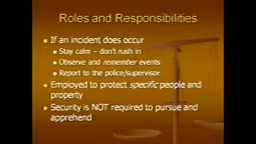 Roles and Responsibilities
If an incident does occur
Stay calm – don't rush in
Observe and remember events
Report to the police/supervisor
Employed to protect specific people and
property
Security is NOT required to pursue and
apprehend